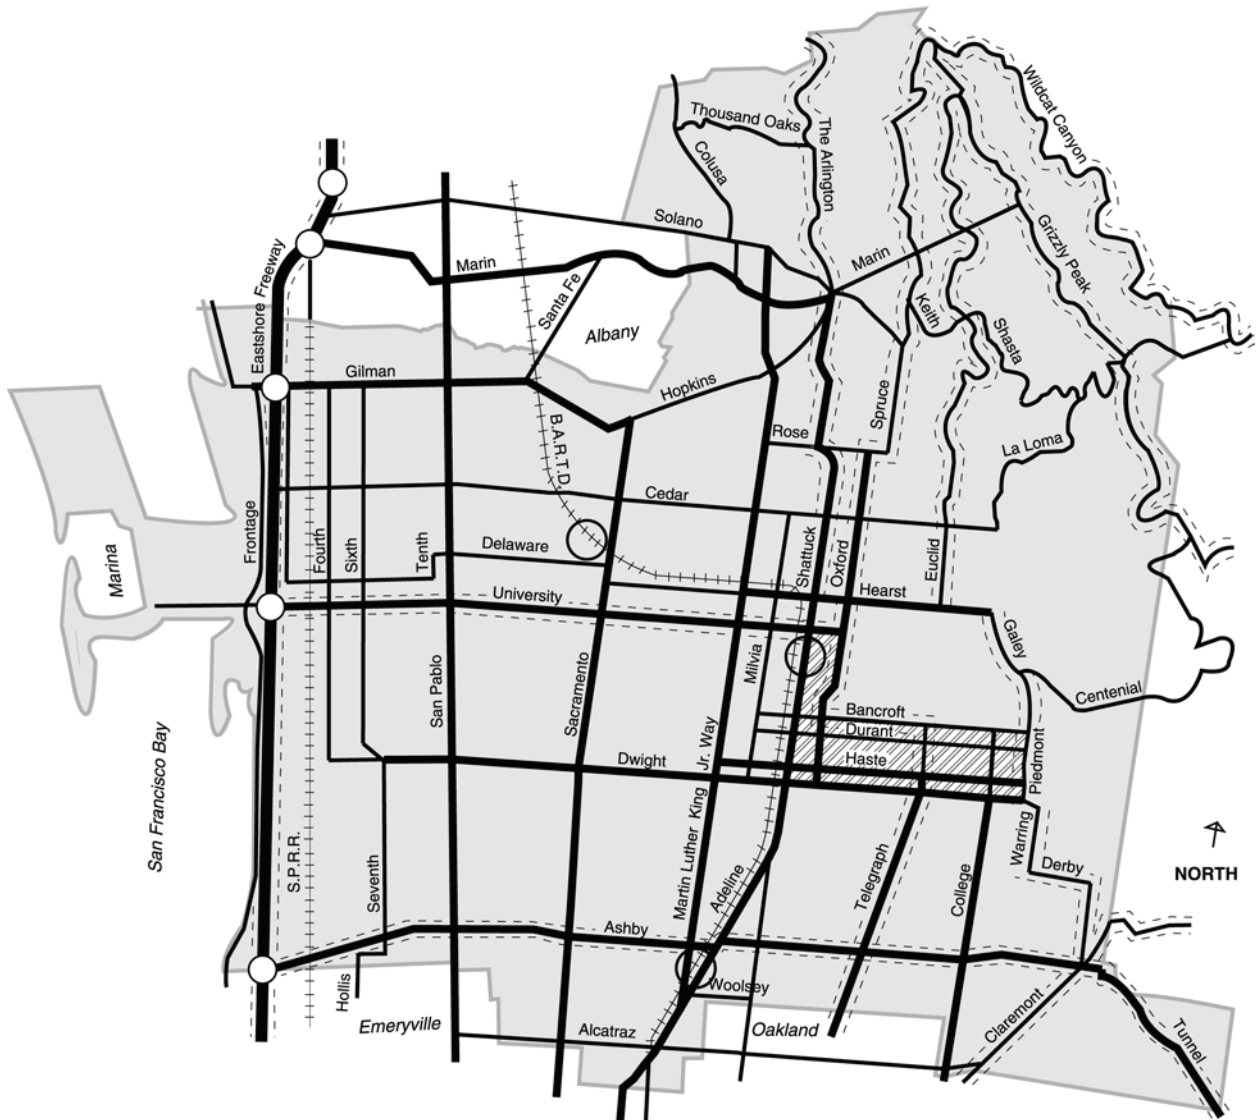 Wildcat Canyon
Thousand Oaks
The Arlington
Colusa
Solano
Marin
Grizzly Peak
Eastshore Freeway
Marin
Santa Fe
Keith
Albany
Shasta
Gilman
Hopkins
Spruce
B.A.R.T.D.
Rose
La Loma
Cedar
Frontage
Fourth
Sixth
Tenth
Delaware
Shattuck
Oxford
Euclid
Marina
University
Hearst
Galey
San Pablo
Sacramento
Milvia
Centenial
Bancroft
Durant
Haste
Jr. Way
Dwight
Piedmont
San Francisco Bay
Martin Luther King
Warring
Derby
NORTH
S.P.R.R.
Seventh
Adeline
Telegraph
College
Ashby
Hollis
Woolsey
Emeryville
Alcatraz
Oakland
Claremont
Tunnel